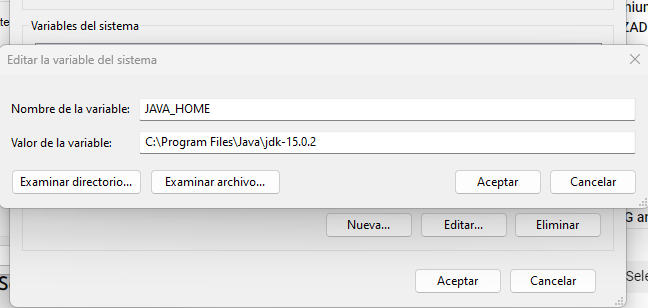 Variables del sistema
Editar la variable del sistema
Nombre de la variable: JAVA_HOME
Valor de la variable: C:\Program Files\Java\jdk-15.0.2
Examinar directorio... Examinar archivo... Aceptar Cancelar
Nueva... Editar... Eliminar
Aceptar Cancelar